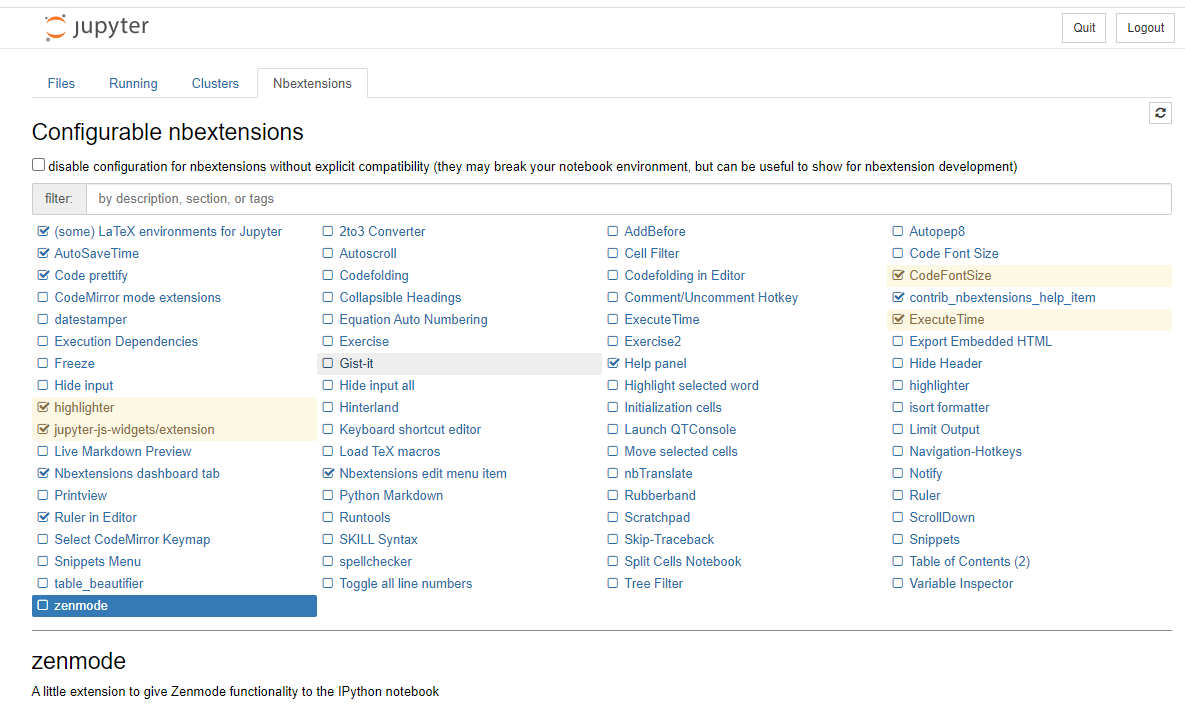 jupyter
Quit
Logout
Files
Running
Clusters
Nbextensions
Configurable nbextensions
disable configuration for nbextensions without explicit compatibility (they may break your notebook environment, but can be useful to show for nbextension development)
filter: by description, section, or tags
(some) LaTeX environments for Jupyter
2to3 Converter
AddBefore
Autopep8
AutoSaveTime
Autoscroll
Cell Filter
Code Font Size
Code prettify
Codefolding
Codefolding in Editor
CodeFontSize
CodeMirror mode extensions
Collapsible Headings
Comment/Uncomment Hotkey
contrib_nbextensions_help_item
datestamper
Equation Auto Numbering
ExecuteTime
ExecuteTime
Execution Dependencies
Exercise
Exercise2
Export Embedded HTML
Freeze
Gist-it
Help panel
Hide Header
Hide input
Hide input all
Highlight selected word
highlighter
highlighter
Hinterland
Initialization cells
isort formatter
jupyter-js-widgets/extension
Keyboard shortcut editor
Launch QTConsole
Limit Output
Live Markdown Preview
Load TeX macros
Move selected cells
Navigation-Hotkeys
Nbextensions dashboard tab
Nbextensions edit menu item
nbTranslate
Notify
Printview
Python Markdown
Rubberband
Ruler
Ruler in Editor
Runtools
Scratchpad
ScrollDown
Select CodeMirror Keymap
SKILL Syntax
Skip-Traceback
Snippets
Snippets Menu
spellchecker
Split Cells Notebook
Table of Contents (2)
table_beautifier
Toggle all line numbers
Tree Filter
Variable Inspector
zenmode
zenmode
A little extension to give Zenmode functionality to the IPython notebook